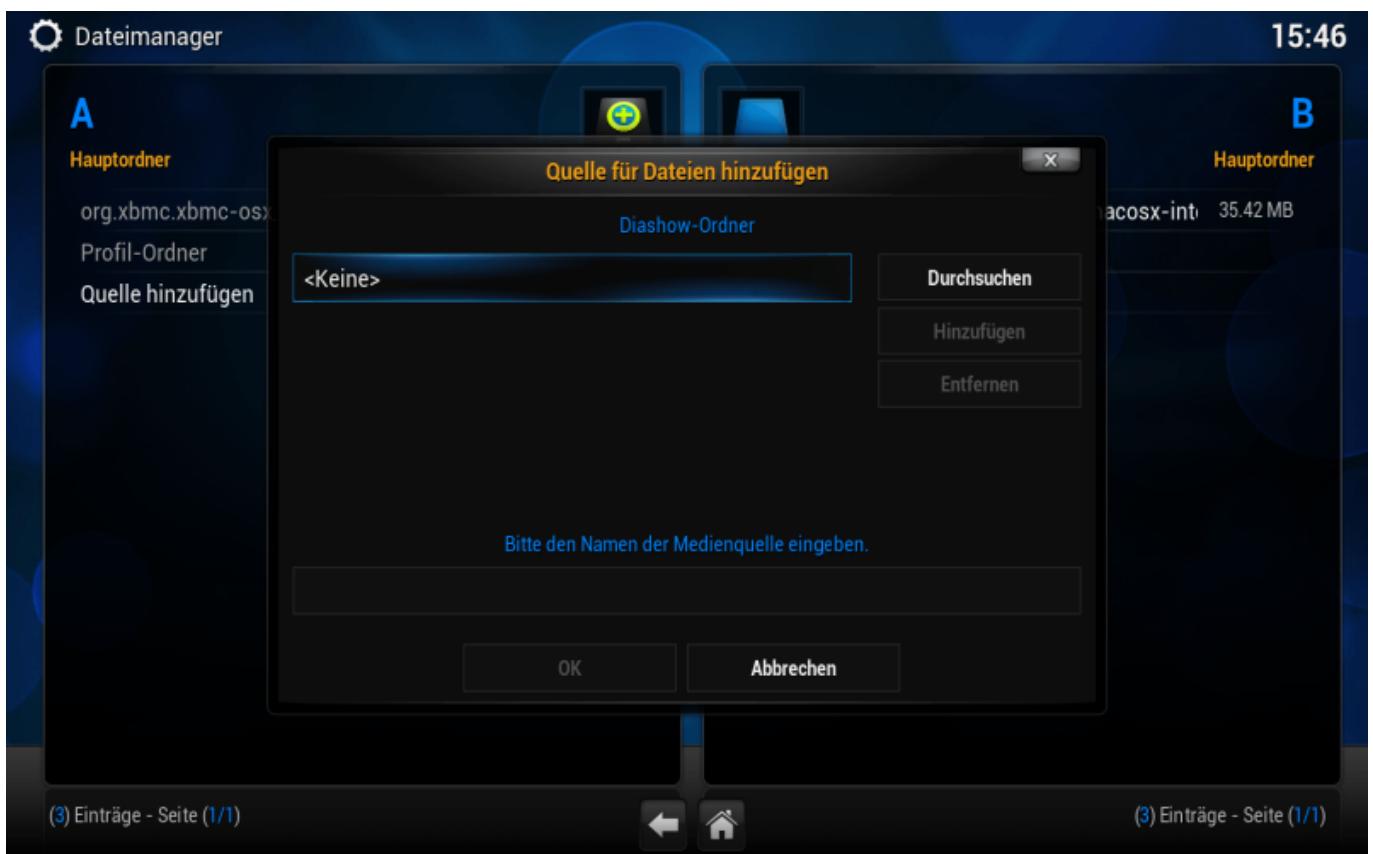 Dateimanager
15:46
A
B
Hauptordner
Quelle für Dateien hinzufügen
X
Hauptordner
org.xbmc.xbmc-osx
Diashow-Ordner
acosx-int
35.42 MB
Profil-Ordner
<Keine>
Durchsuchen
Quelle hinzufügen
Hinzufügen
Entfernen
Bitte den Namen der Medienquelle eingeben.
OK
Abbrechen
(3) Einträge - Seite (1/1)
(3) Einträge - Seite (1/1)